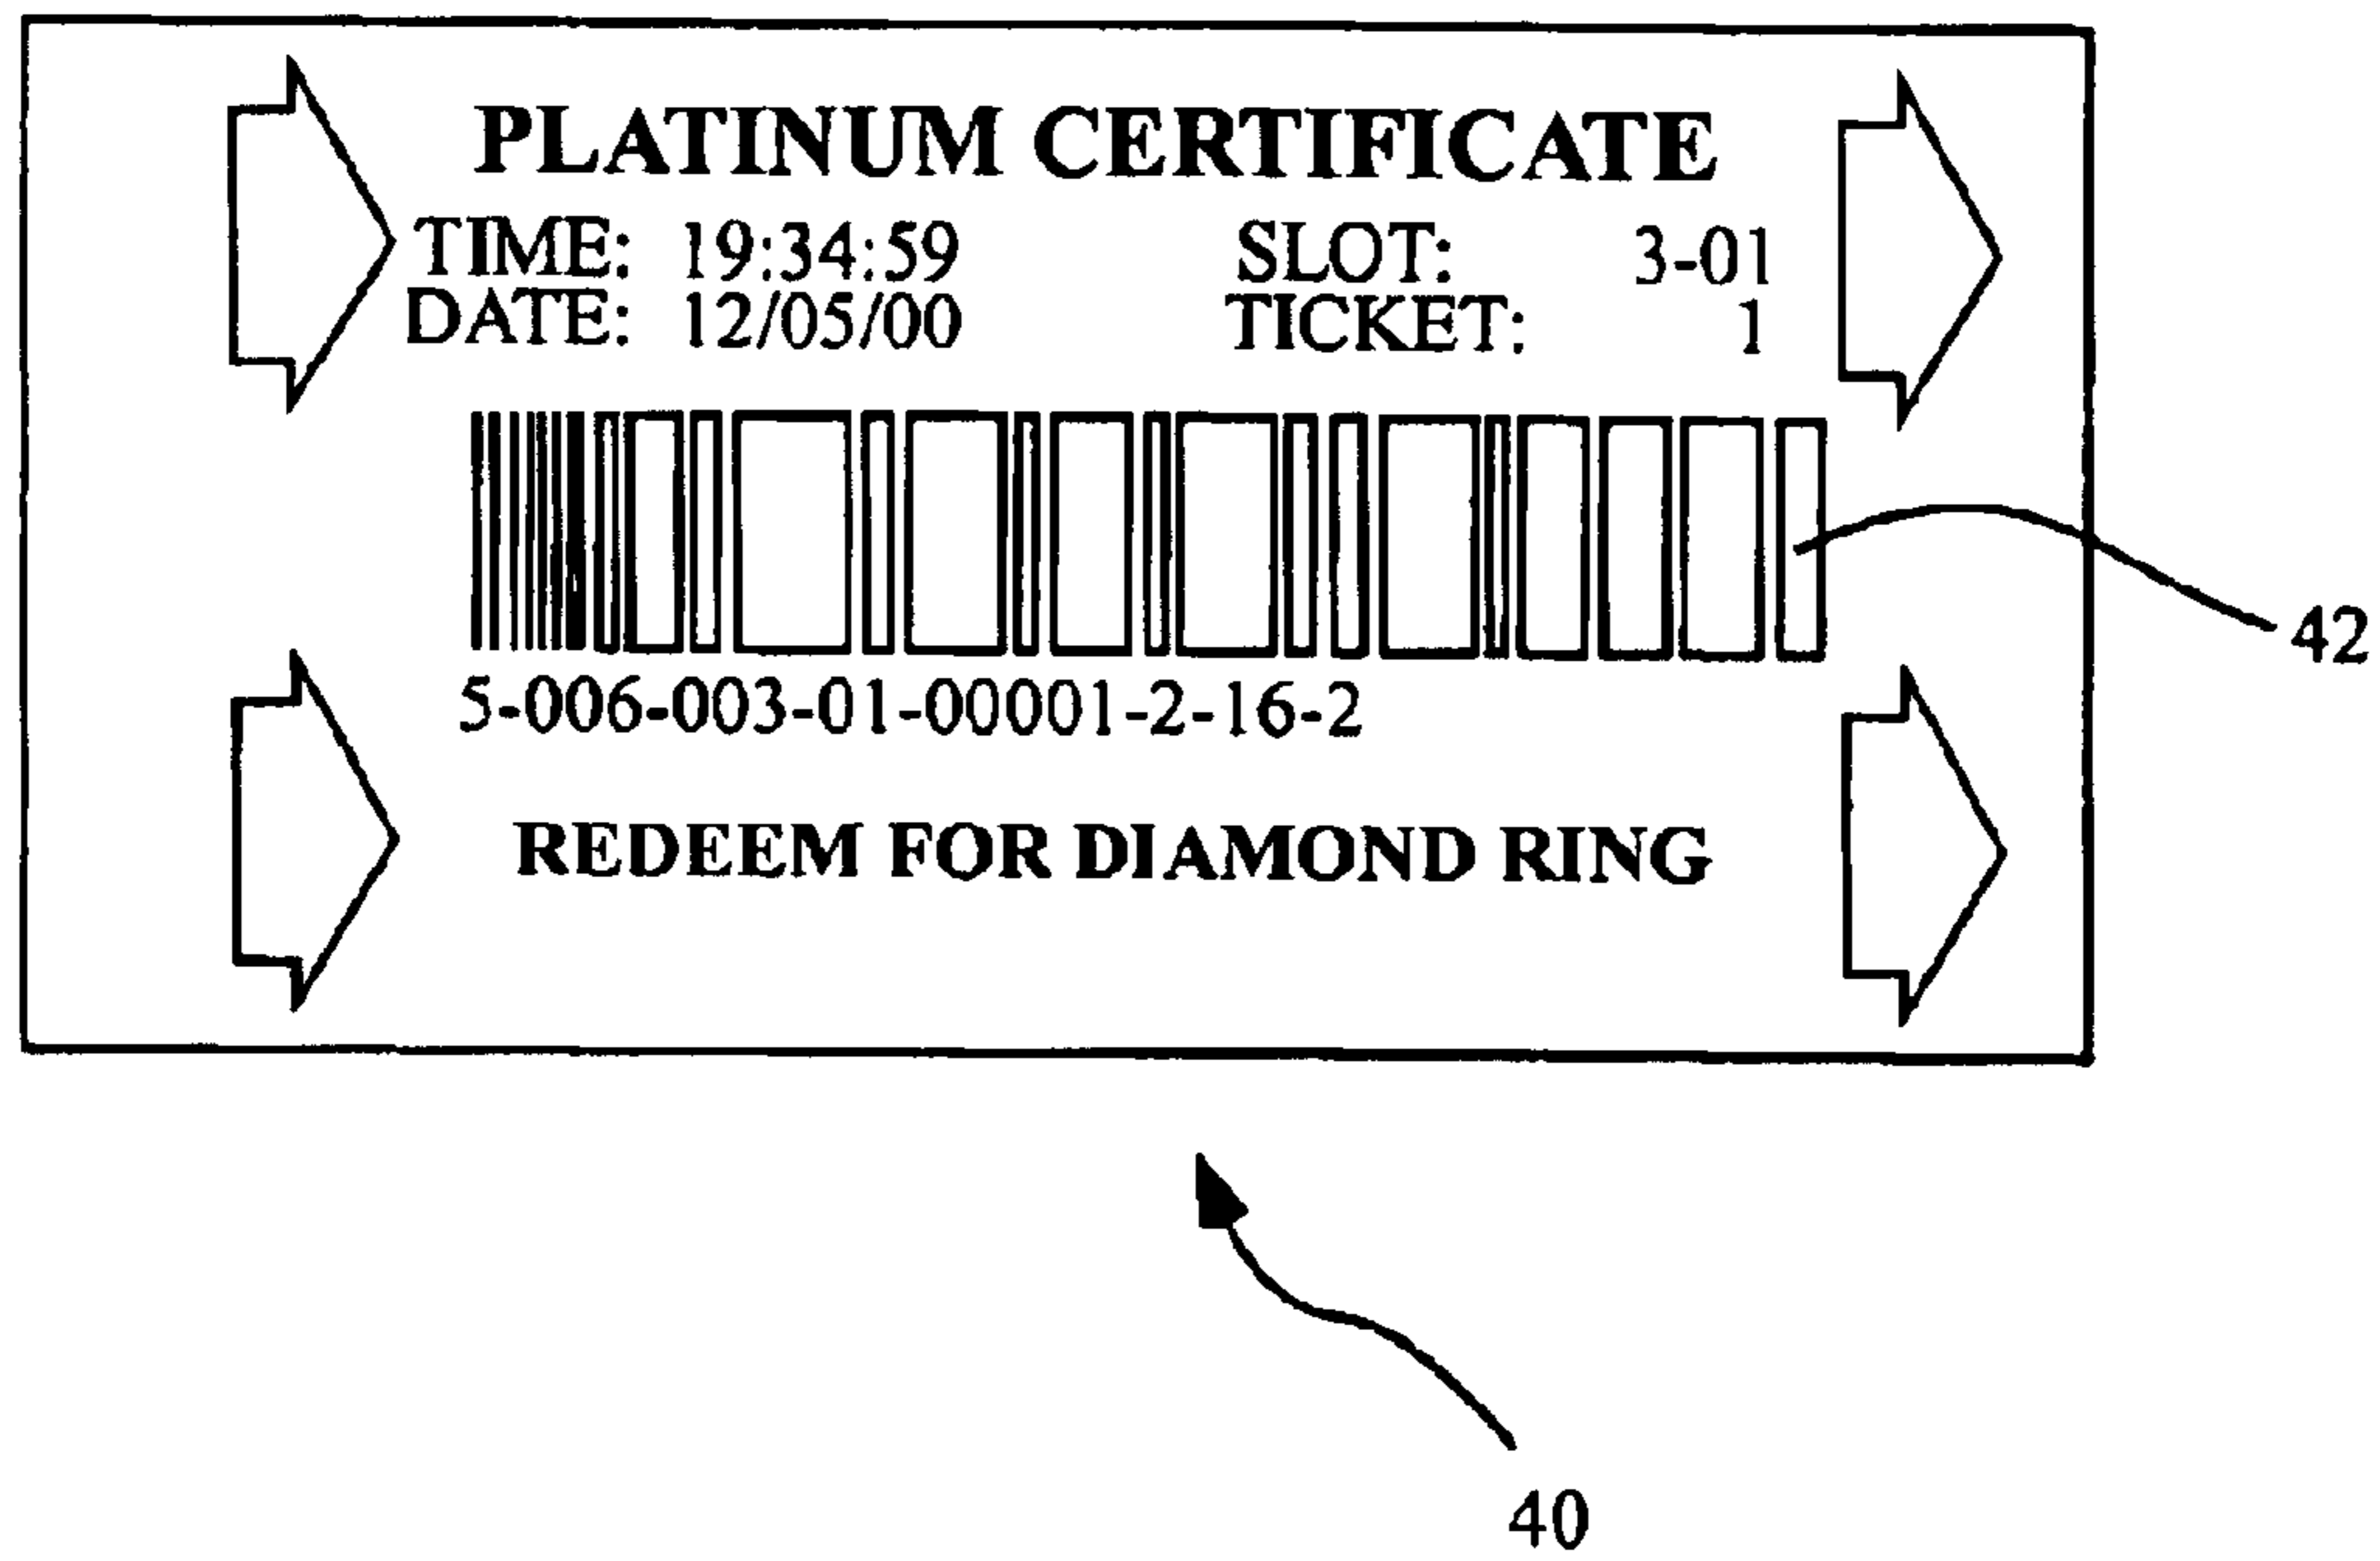 PLATINUM CERTIFICATE
TIME: 19:34:59 SLOT: 3-01
DATE: 12/05/00 TICKET: 1
42
5-006-003-01-00001-2-16-2
REDEEM FOR DIAMOND RING
40